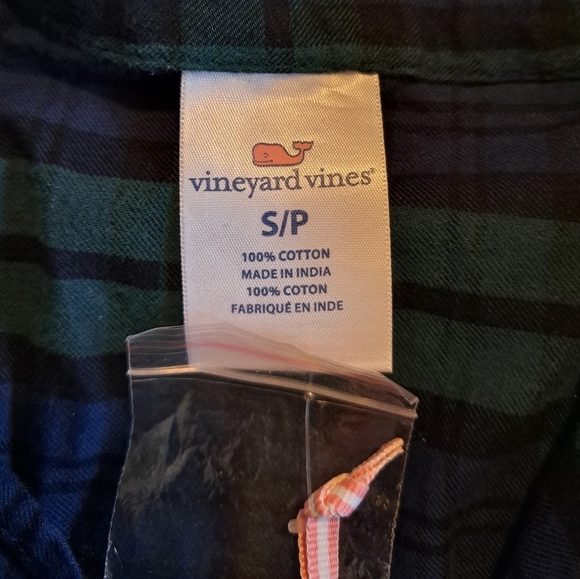 vineyard vines®
S/P
100% COTTON
MADE IN INDIA
100% COTON
FABRIQUÉ EN INDE